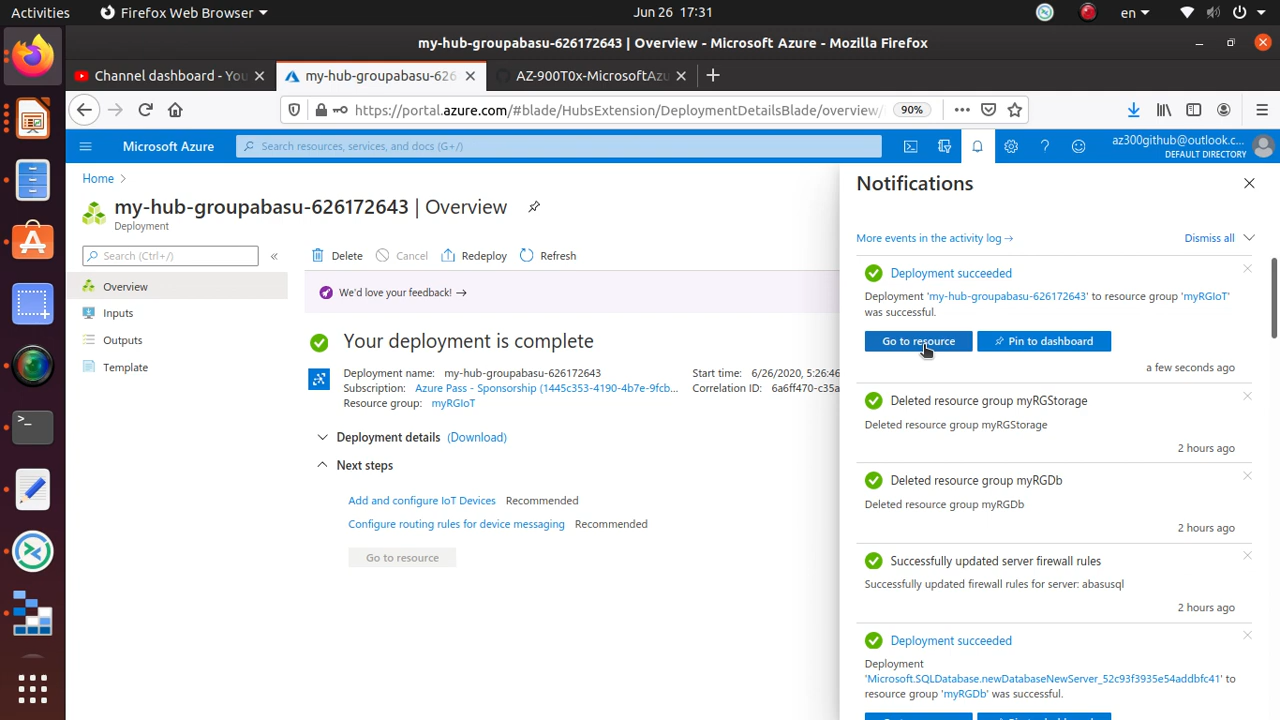 Activities
Firefox Web Browser
Jun 26 17:31
en
my-hub-groupabasu-626172643 | Overview - Microsoft Azure - Mozilla Firefox
Channel dashboard - You
my-hub-groupabasu-626
AZ-900T0x-MicrosoftAzu
https://portal.azure.com/#blade/HubsExtension/DeploymentDetailsBlade/overview/
90%
Microsoft Azure
Search resources, services, and docs (G+/)
az300github@outlook.c...
DEFAULT DIRECTORY
Home
my-hub-groupabasu-626172643 | Overview
Deployment
Search (Ctrl+/)
Overview
Inputs
Outputs
Template
Delete
Cancel
Redeploy
Refresh
We'd love your feedback! →
Your deployment is complete
Deployment name: my-hub-groupabasu-626172643
Subscription: Azure Pass - Sponsorship (1445c353-4190-4b7e-9fcb...
Resource group: myRGIoT
Start time: 6/26/2020, 5:26:46
Correlation ID: 6a6ff470-c35a
Deployment details (Download)
Next steps
Add and configure IoT Devices Recommended
Configure routing rules for device messaging Recommended
Go to resource
Notifications
More events in the activity log →
Dismiss all
Deployment succeeded
Deployment 'my-hub-groupabasu-626172643' to resource group 'myRGIoT'
was successful.
Go to resource
Pin to dashboard
a few seconds ago
Deleted resource group myRGStorage
Deleted resource group myRGStorage
2 hours ago
Deleted resource group myRGDb
Deleted resource group myRGDb
2 hours ago
Successfully updated server firewall rules
Successfully updated firewall rules for server: abasusql
2 hours ago
Deployment succeeded
Deployment
'Microsoft.SQLDatabase.newDatabaseNewServer_52c93f3935e54addbfc41' to
resource group 'myRGDb' was successful.